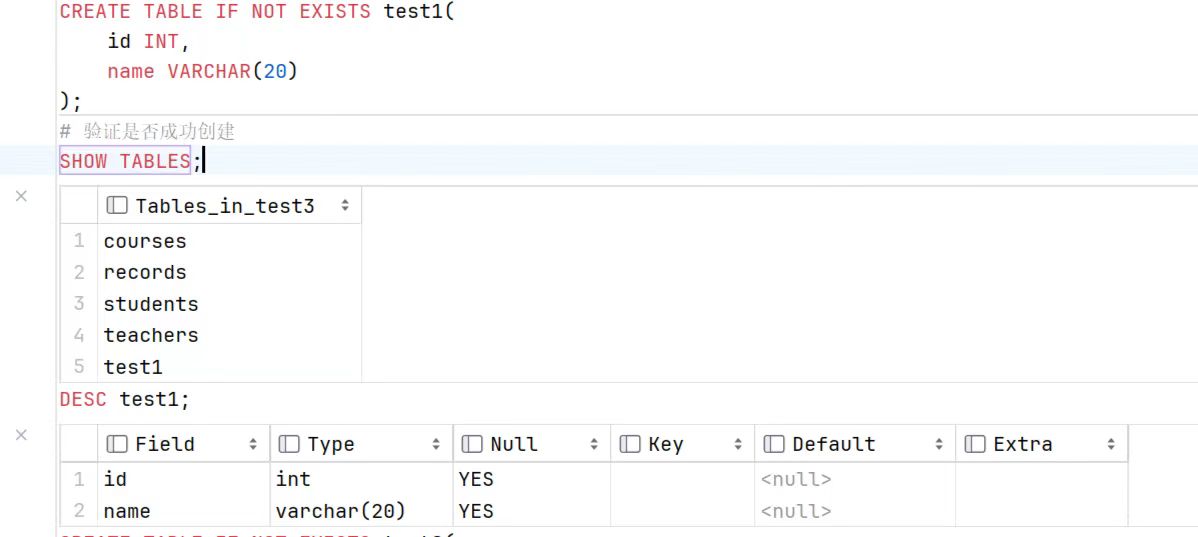 CREATE TABLE IF NOT EXISTS test1(
    id INT,
    name VARCHAR(20)
);
# 验证是否成功创建
SHOW TABLES;
Tables_in_test3
1 courses
2 records
3 students
4 teachers
5 test1
DESC test1;
Field Type Null Key Default Extra
1 id int YES <null>
2 name varchar(20) YES <null>